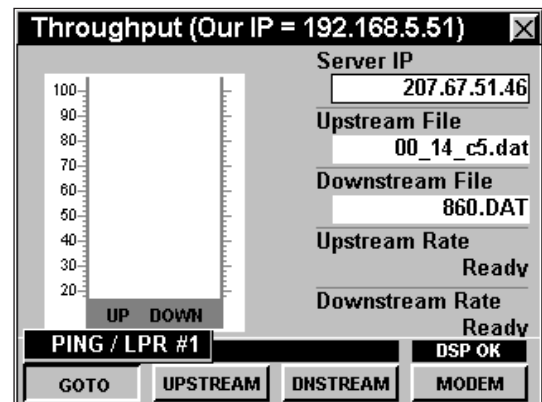 Throughput (Our IP = 192.168.5.51)
Server IP
207.67.51.46
Upstream File
00_14_c5.dat
Downstream File
860.DAT
Upstream Rate
Ready
Downstream Rate
Ready
100
90
80
70
60
50
40
30
20
UP DOWN
PING / LPR #1
DSP OK
GOTO UPSTREAM DNSTREAM MODEM